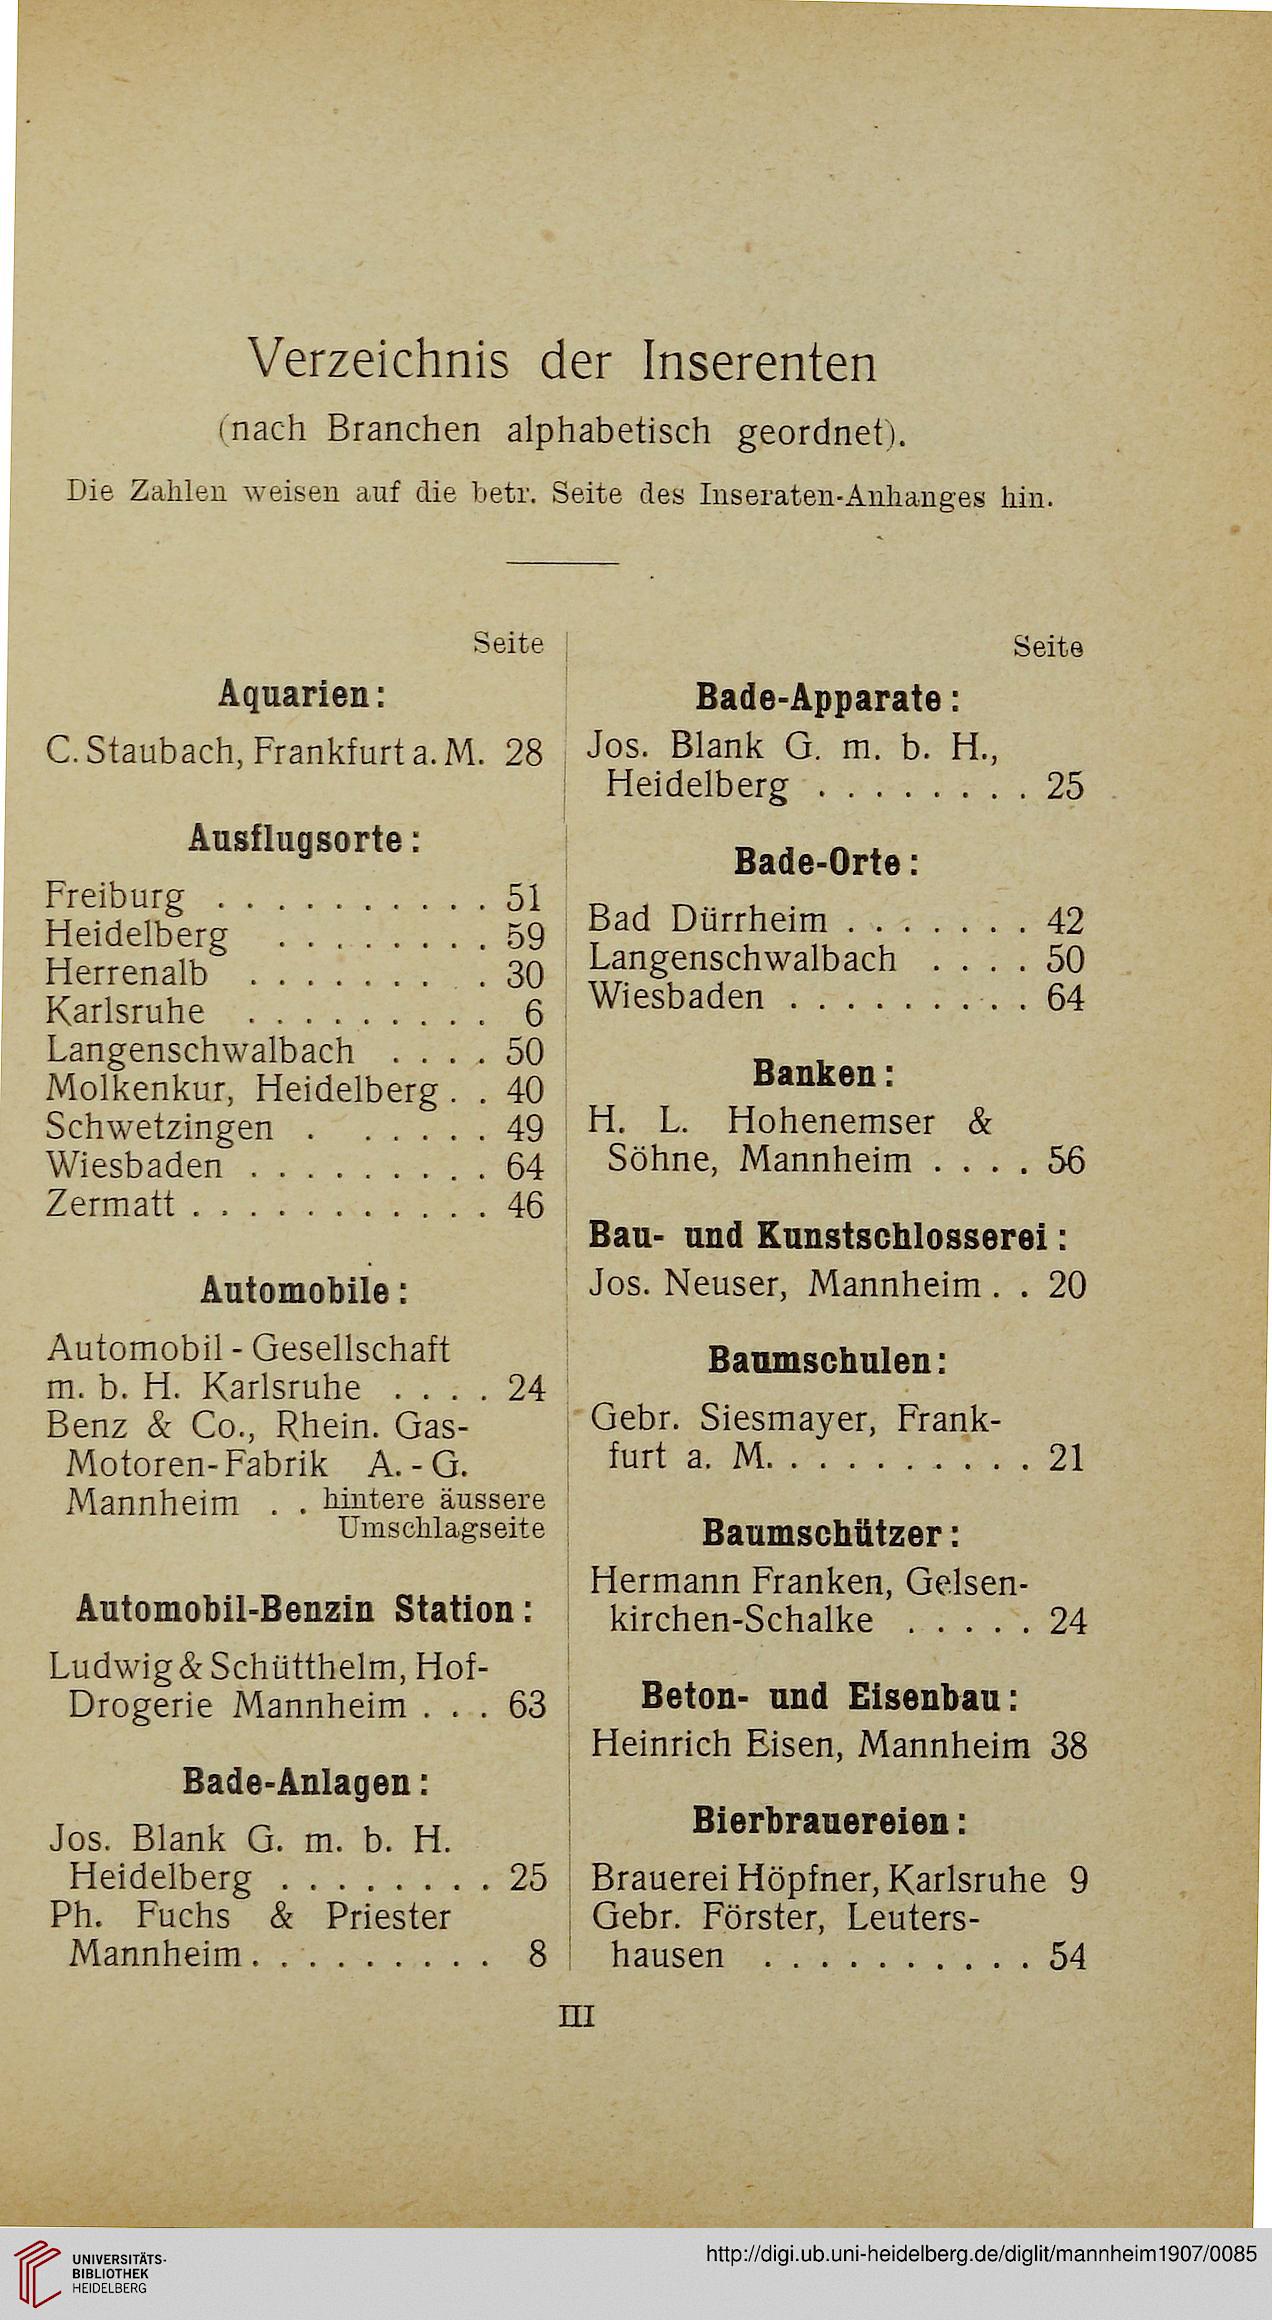 Verzeichnis der Inserenten
(nach Branchen alphabetisch geordnet).
Die Zahlen weisen auf die betr. Seite des Inseraten-Anhanges hin.
Seite
Aquarien:
C. Staubach, Frankfurt a. M. 28
Ausflugsorte:
Freiburg . . . . . . . . . . 51
Heidelberg . . . . . . . . 59
Herrenalb . . . . . . . . 30
Karlsruhe . . . . . . . . . 6
Langenschwalbach . . . . 50
Molkenkur, Heidelberg . . 40
Schwetzingen . . . . . . 49
Wiesbaden . . . . . . . . . 64
Zermatt . . . . . . . . . . . 46
Automobile:
Automobil-Gesellschaft
m. b. H. Karlsruhe . . . . 24
Benz & Co., Rhein. Gas-
Motoren-Fabrik A.-G.
Mannheim . . hintere äussere
Umschlagseite
Automobil-Benzin Station:
Ludwig & Schütthelm, Hof-
Drogerie Mannheim . . . 63
Bade-Anlagen:
Jos. Blank G. m. b. H.
Heidelberg . . . . . . . . 25
Ph. Fuchs & Priester
Mannheim . . . . . . . . . 8
Seite
Bade-Apparate:
Jos. Blank G. m. b. H.,
Heidelberg . . . . . . . . 25
Bade-Orte:
Bad Dürrheim . . . . . . . 42
Langenschwalbach . . . . 50
Wiesbaden . . . . . . . . . 64
Banken:
H. L. Hohenemser &
Söhne, Mannheim . . . . 56
Bau- und Kunstschlosserei:
Jos. Neuser, Mannheim . . 20
Baumschulen:
Gebr. Siesmayer, Frank-
furt a. M. . . . . . . . . . 21
Baumschützer:
Hermann Franken, Gelsen-
kirchen-Schalke . . . . . 24
Beton- und Eisenbau:
Heinrich Eisen, Mannheim 38
Bierbrauereien:
Brauerei Höpfner, Karlsruhe 9
Gebr. Förster, Leuters-
hausen . . . . . . . . . . 54
III
UNIVERSITÄTS-
BIBLIOTHEK
HEIDELBERG
http://digi.ub.uni-heidelberg.de/diglit/mannheim1907/0085